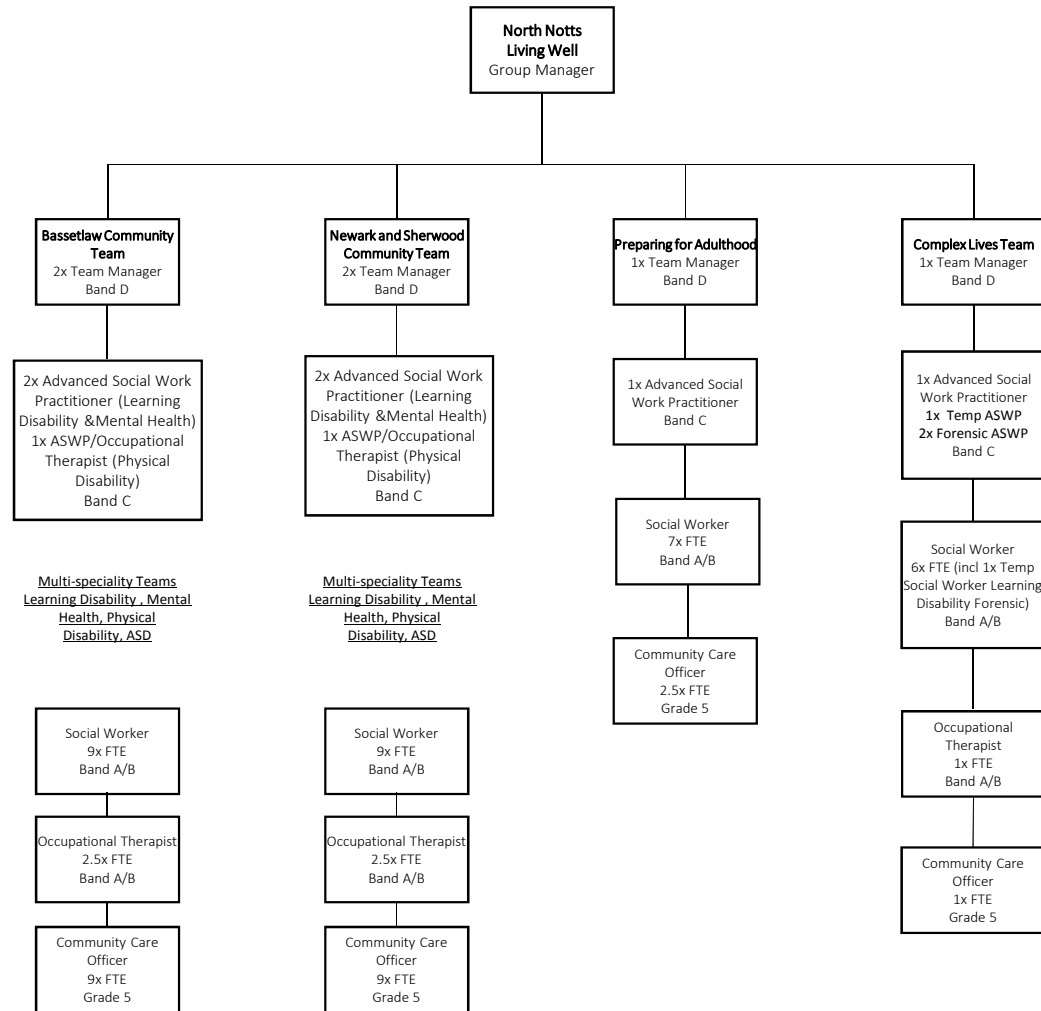 North Notts
Living Well
Group Manager
Bassetlaw Community
Team
2x Team Manager
Band D
Newark and Sherwood
Community Team
2x Team Manager
Band D
Preparing for Adulthood
1x Team Manager
Band D
Complex Lives Team
1x Team Manager
Band D
2x Advanced Social Work
Practitioner (Learning
Disability &Mental Health)
1x ASWP/Occupational
Therapist (Physical
Disability)
Band C
2x Advanced Social Work
Practitioner (Learning
Disability &Mental Health)
1x ASWP/Occupational
Therapist (Physical
Disability)
Band C
1x Advanced Social
Work Practitioner
Band C
1x Advanced Social
Work Practitioner
1x Temp ASWP
2x Forensic ASWP
Band C
Social Worker
7x FTE
Band A/B
Social Worker
6x FTE (incl 1x Temp
Social Worker Learning
Disability Forensic)
Band A/B
Multi-speciality Teams
Learning Disability , Mental
Health, Physical
Disability, ASD
Multi-speciality Teams
Learning Disability , Mental
Health, Physical
Disability, ASD
Community Care
Officer
2.5x FTE
Grade 5
Social Worker
9x FTE
Band A/B
Social Worker
9x FTE
Band A/B
Occupational
Therapist
1x FTE
Band A/B
Occupational Therapist
2.5x FTE
Band A/B
Occupational Therapist
2.5x FTE
Band A/B
Community Care
Officer
1x FTE
Grade 5
Community Care
Officer
9x FTE
Grade 5
Community Care
Officer
9x FTE
Grade 5